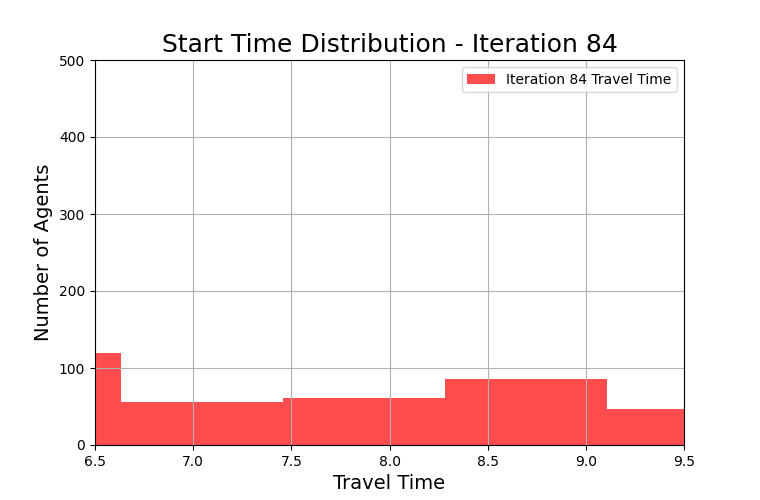 Start Time Distribution - Iteration 84
Iteration 84 Travel Time
Number of Agents
500
400
300
200
100
0
6.5 7.0 7.5 8.0 8.5 9.0 9.5
Travel Time